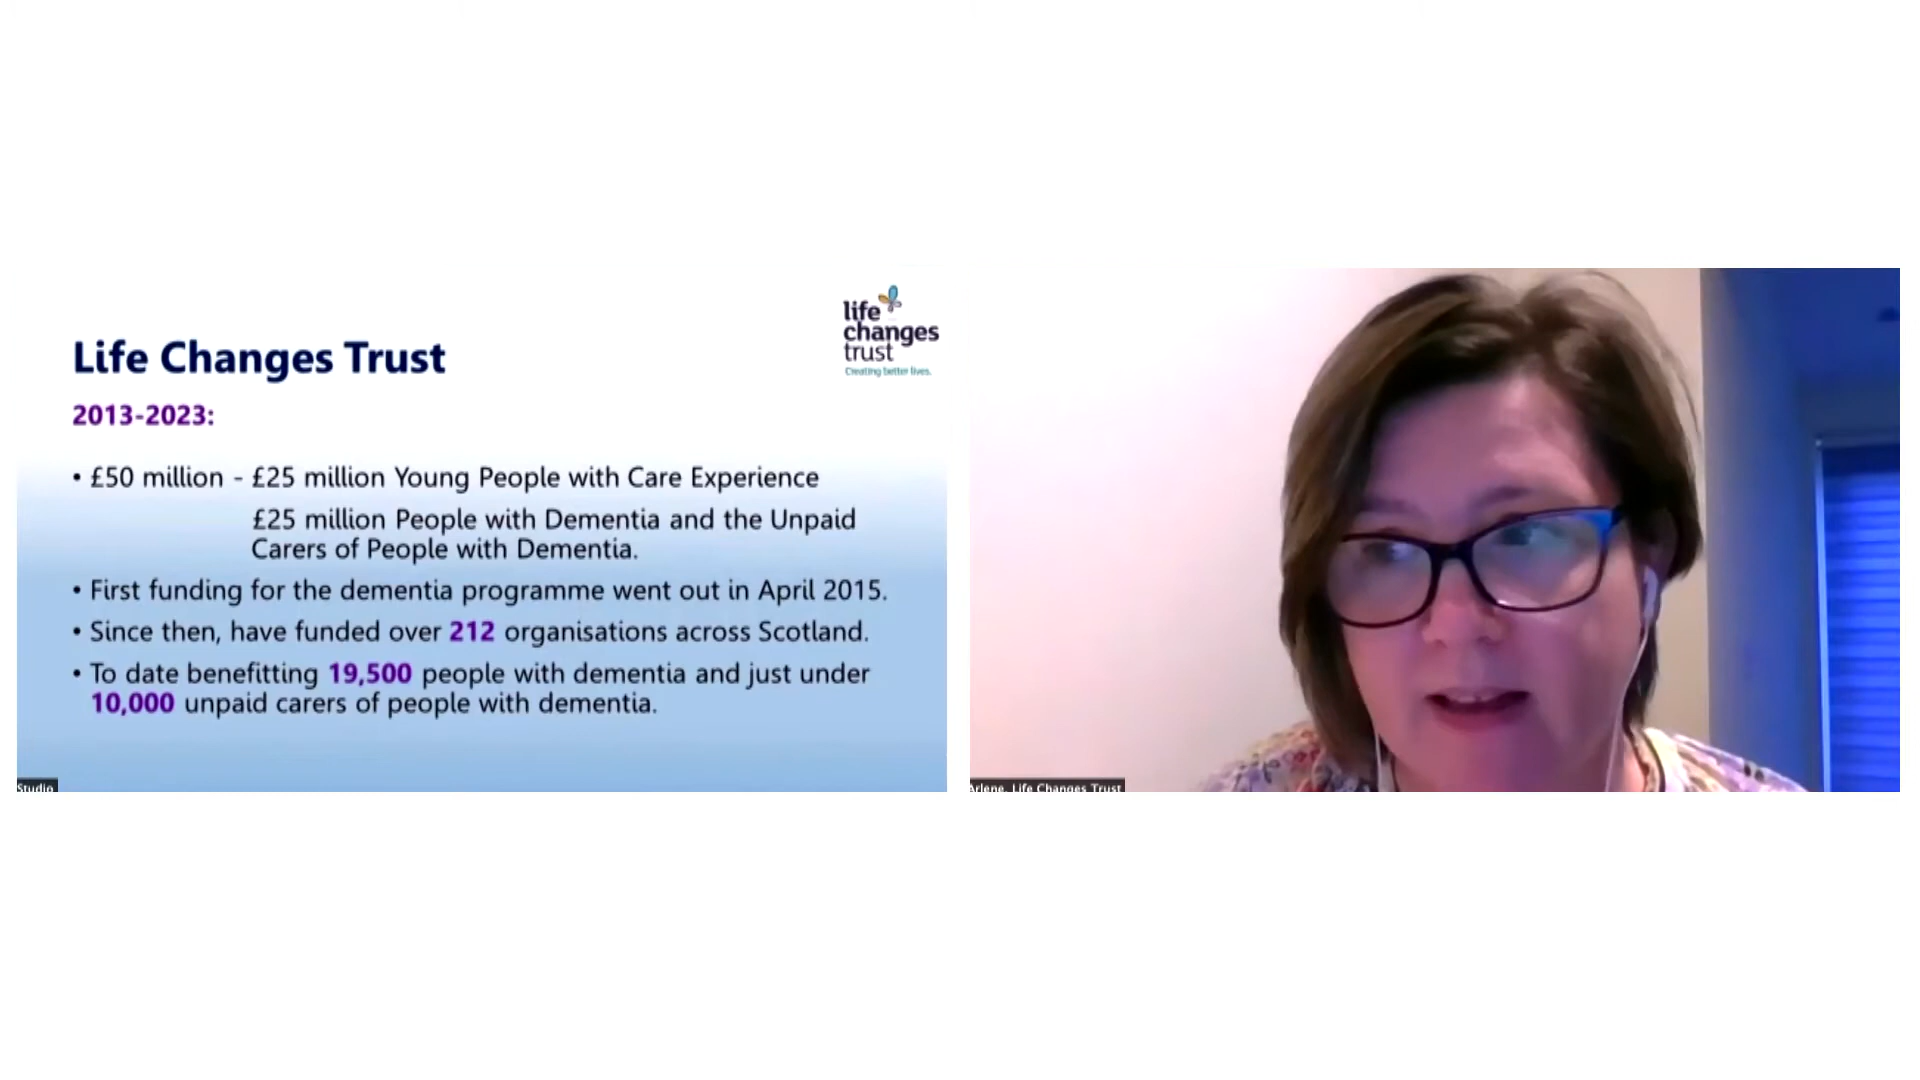 life
changes
trust
Creating better lives.
Life Changes Trust
2013-2023:
• £50 million - £25 million Young People with Care Experience
£25 million People with Dementia and the Unpaid
Carers of People with Dementia.
• First funding for the dementia programme went out in April 2015.
• Since then, have funded over 212 organisations across Scotland.
• To date benefitting 19,500 people with dementia and just under
10,000 unpaid carers of people with dementia.
Studio
Arlene, Life Changes Trust